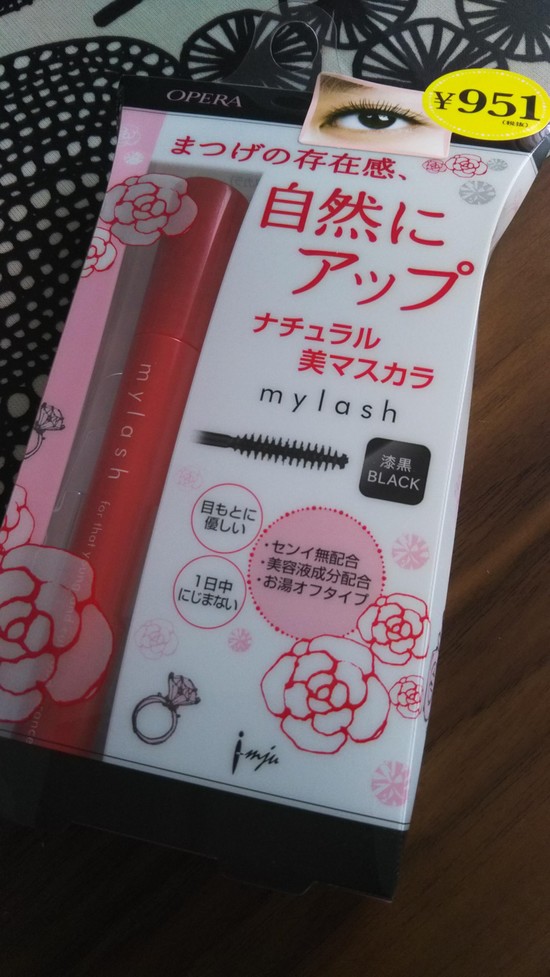 OPERA
¥951
(税抜)
まつげの存在感、
自然に
アップ
ナチュラル
美マスカラ
mylash
漆黒
BLACK
目もとに
優しい
・センイ無配合
・美容液成分配合
・お湯オフタイプ
1日中
にじまない
mylash
for that y
i-mju